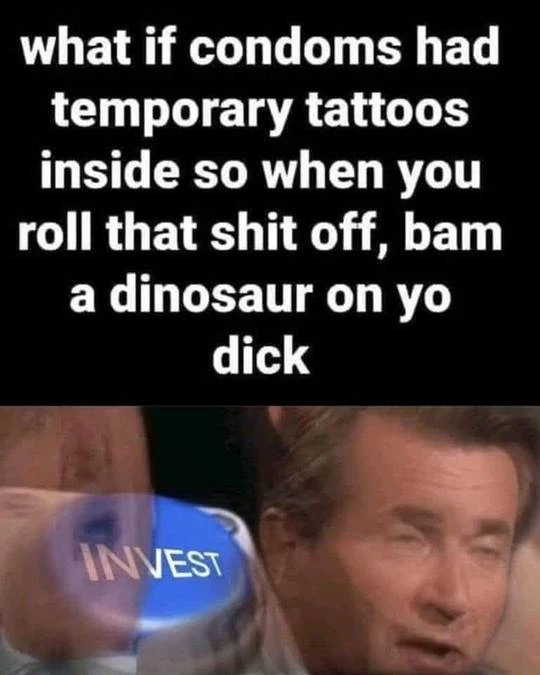 what if condoms had
temporary tattoos
inside so when you
roll that shit off, bam
a dinosaur on yo
dick
INVEST